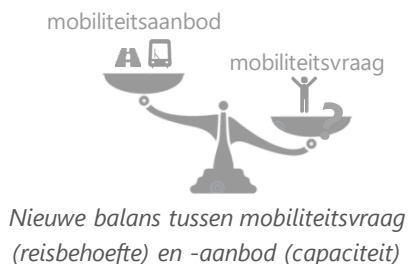 mobiliteitsaanbod
mobiliteitsvraag
?
Nieuwe balans tussen mobiliteitsvraag
(reisbehoefte) en -aanbod (capaciteit)